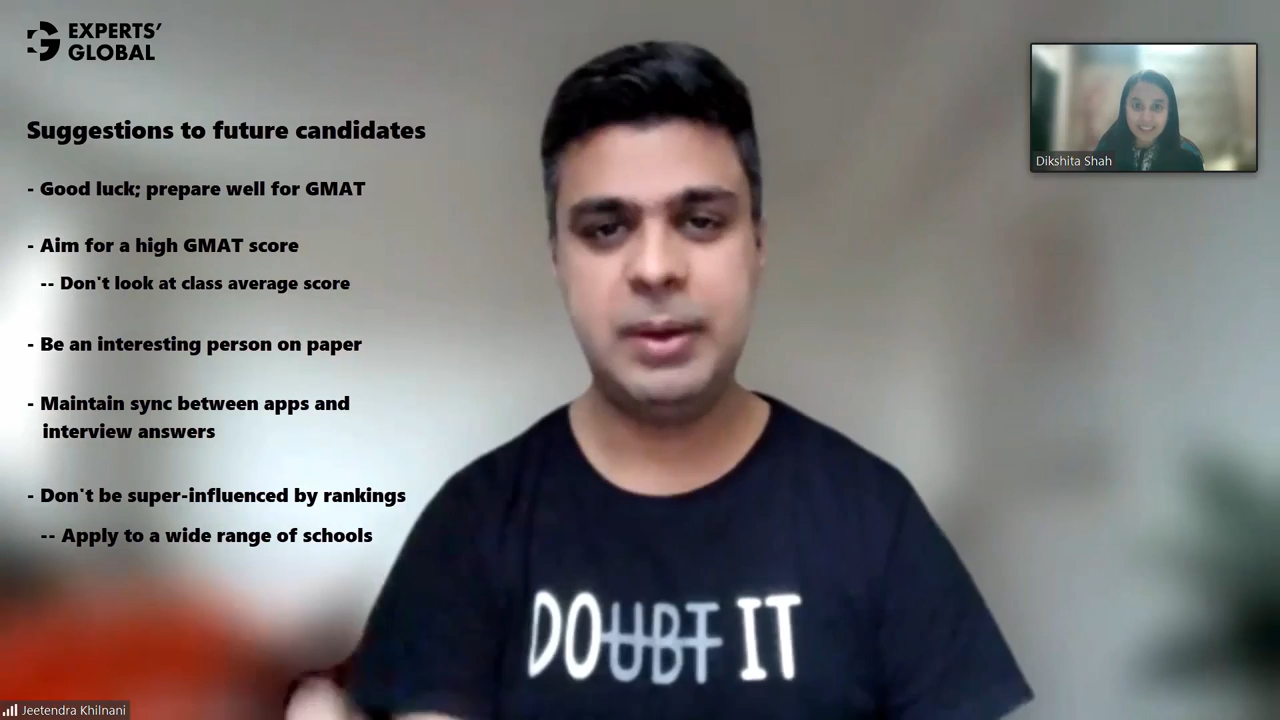 EXPERTS'
GLOBAL
Suggestions to future candidates
- Good luck; prepare well for GMAT
- Aim for a high GMAT score
-- Don't look at class average score
- Be an interesting person on paper
- Maintain sync between apps and
interview answers
- Don't be super-influenced by rankings
-- Apply to a wide range of schools
Dikshita Shah
DOUBT IT
Jeetendra Khilnani